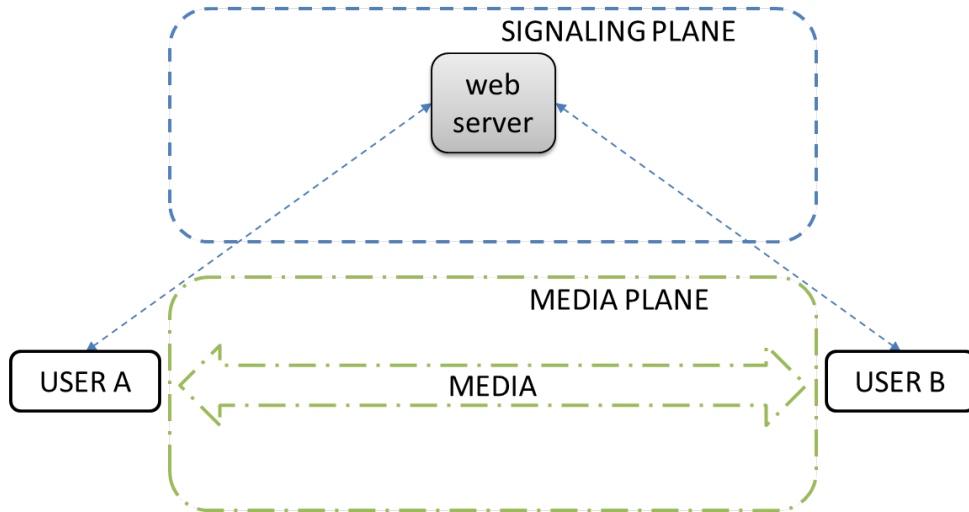 SIGNALING PLANE
web
server
MEDIA PLANE
USER A
MEDIA
USER B